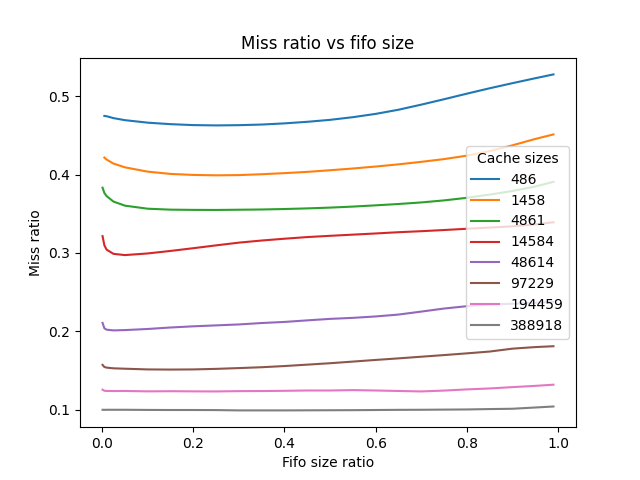 Miss ratio vs fifo size
Miss ratio
0.5
0.4
0.3
0.2
0.1
Cache sizes
486
1458
4861
14584
48614
97229
194459
388918
0.0 0.2 0.4 0.6 0.8 1.0
Fifo size ratio